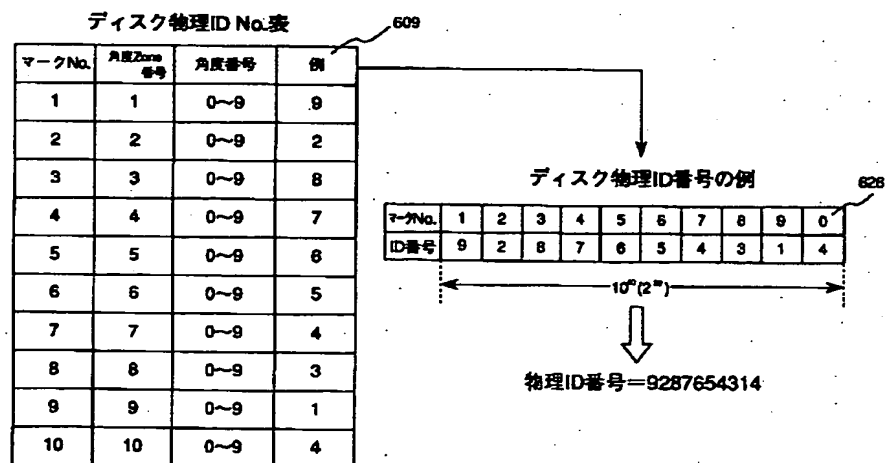 ディスク物理ID No.表
609
マークNo. 角度Zone番号 角度番号 例
1 1 0〜9 9
2 2 0〜9 2
3 3 0〜9 8
4 4 0〜9 7
5 5 0〜9 6
6 6 0〜9 5
7 7 0〜9 4
8 8 0〜9 3
9 9 0〜9 1
10 10 0〜9 4
ディスク物理ID番号の例
626
マークNo. 1 2 3 4 5 6 7 8 9 0
ID番号 9 2 8 7 6 5 4 3 1 4
物理ID番号=9287654314